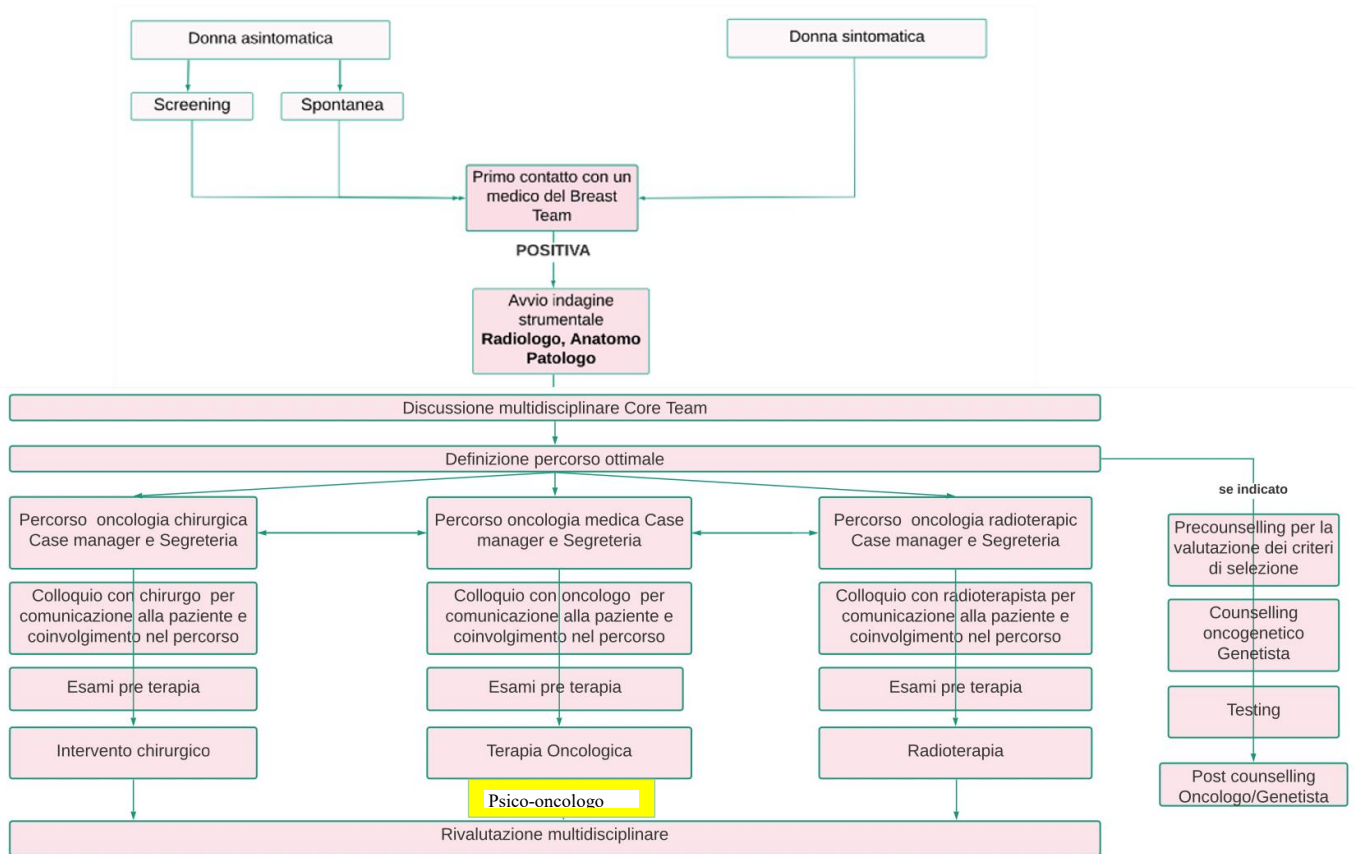 Donna asintomatica
Donna sintomatica
Screening
Spontanea
Primo contatto con un
medico del Breast
Team
POSITIVA
Avvio indagine
strumentale
Radiologo, Anatomo
Patologo
Discussione multidisciplinare Core Team
Definizione percorso ottimale
se indicato
Percorso oncologia chirurgica
Case manager e Segreteria
Percorso oncologia medica Case
manager e Segreteria
Percorso oncologia radioterapic
Case manager e Segreteria
Precounselling per la
valutazione dei criteri
di selezione
Colloquio con chirurgo per
comunicazione alla paziente e
coinvolgimento nel percorso
Colloquio con oncologo per
comunicazione alla paziente e
coinvolgimento nel percorso
Colloquio con radioterapista per
comunicazione alla paziente e
coinvolgimento nel percorso
Counselling
oncogenetico
Genetista
Esami pre terapia
Esami pre terapia
Esami pre terapia
Testing
Intervento chirurgico
Terapia Oncologica
Radioterapia
Post counselling
Oncologo/Genetista
Psico-oncologo
Rivalutazione multidisciplinare